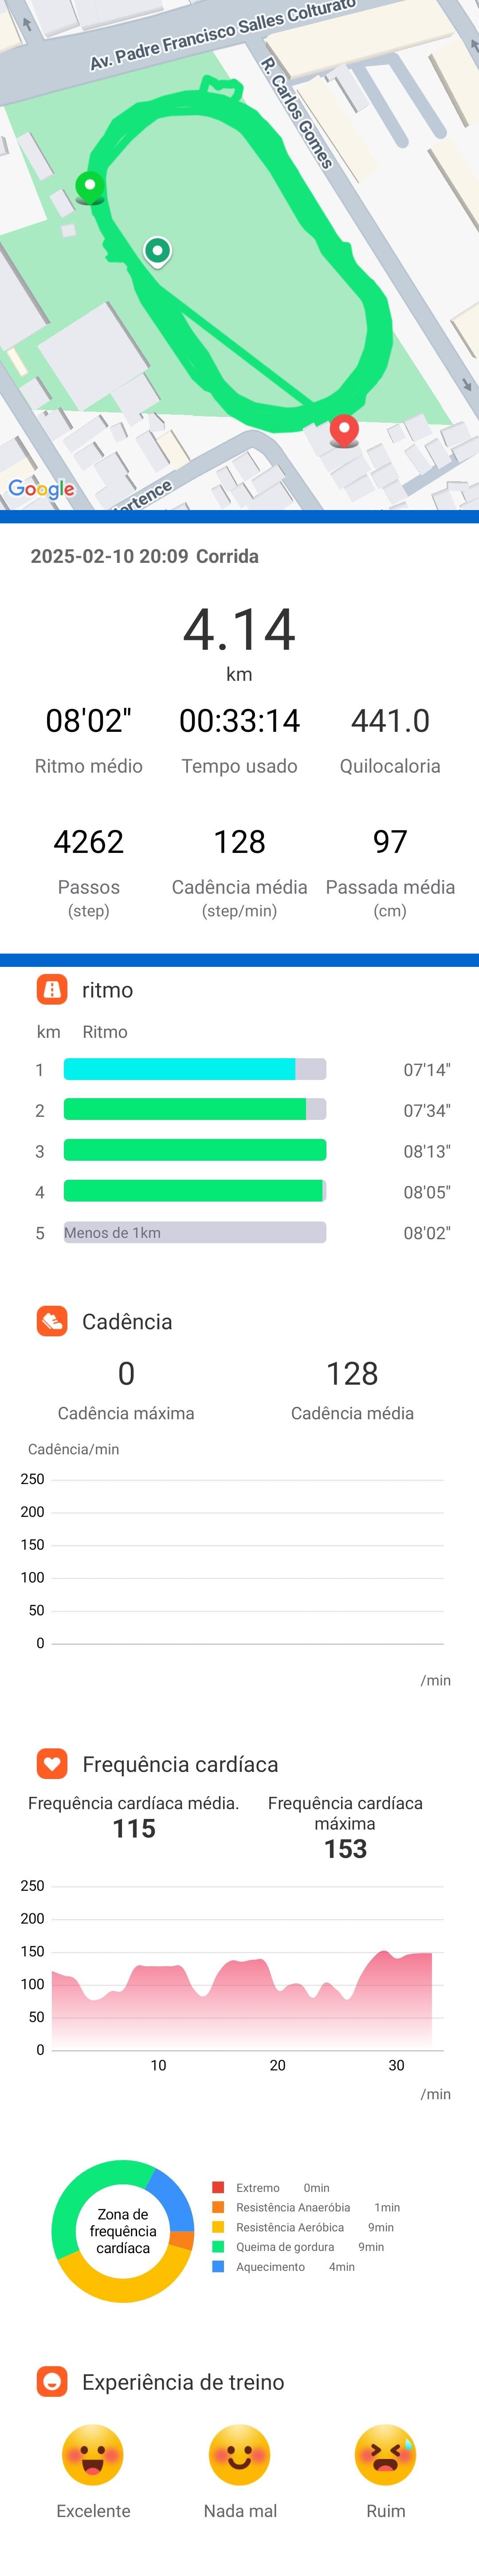 Av. Padre Francisco Salles Colturato
R. Carlos Gomes
Google
ortence
2025-02-10 20:09 Corrida
4.14
km
08'02" 00:33:14 441.0
Ritmo médio Tempo usado Quilocaloria
4262 128 97
Passos Cadência média Passada média
(step) (step/min) (cm)
ritmo
km Ritmo
1 07'14"
2 07'34"
3 08'13"
4 08'05"
5 Menos de 1km 08'02"
Cadência
0 128
Cadência máxima Cadência média
Cadência/min
250
200
150
100
50
0
/min
Frequência cardíaca
Frequência cardíaca média. Frequência cardíaca
máxima
115 153
250
200
150
100
50
0
10 20 30
/min
Zona de
frequência
cardíaca
Extremo 0min
Resistência Anaeróbia 1min
Resistência Aeróbica 9min
Queima de gordura 9min
Aquecimento 4min
Experiência de treino
Excelente Nada mal Ruim